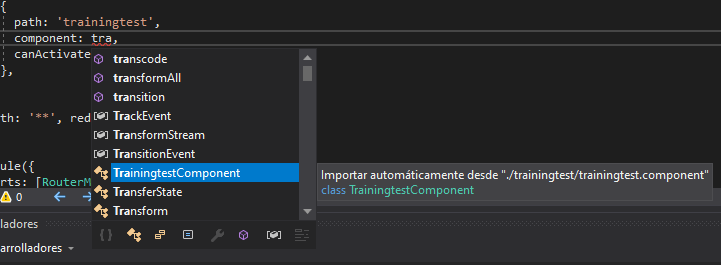 {
path: 'trainingtest',
component: tra,
canActivate
},
transcode
transformAll
transition
TrackEvent
TransformStream
TransitionEvent
TrainingtestComponent
TransferState
Transform
Importar automáticamente desde "./trainingtest/trainingtest.component"
class TrainingtestComponent
th: '**', red
ule({
rts: [RouterM
0
ladores
arrolladores